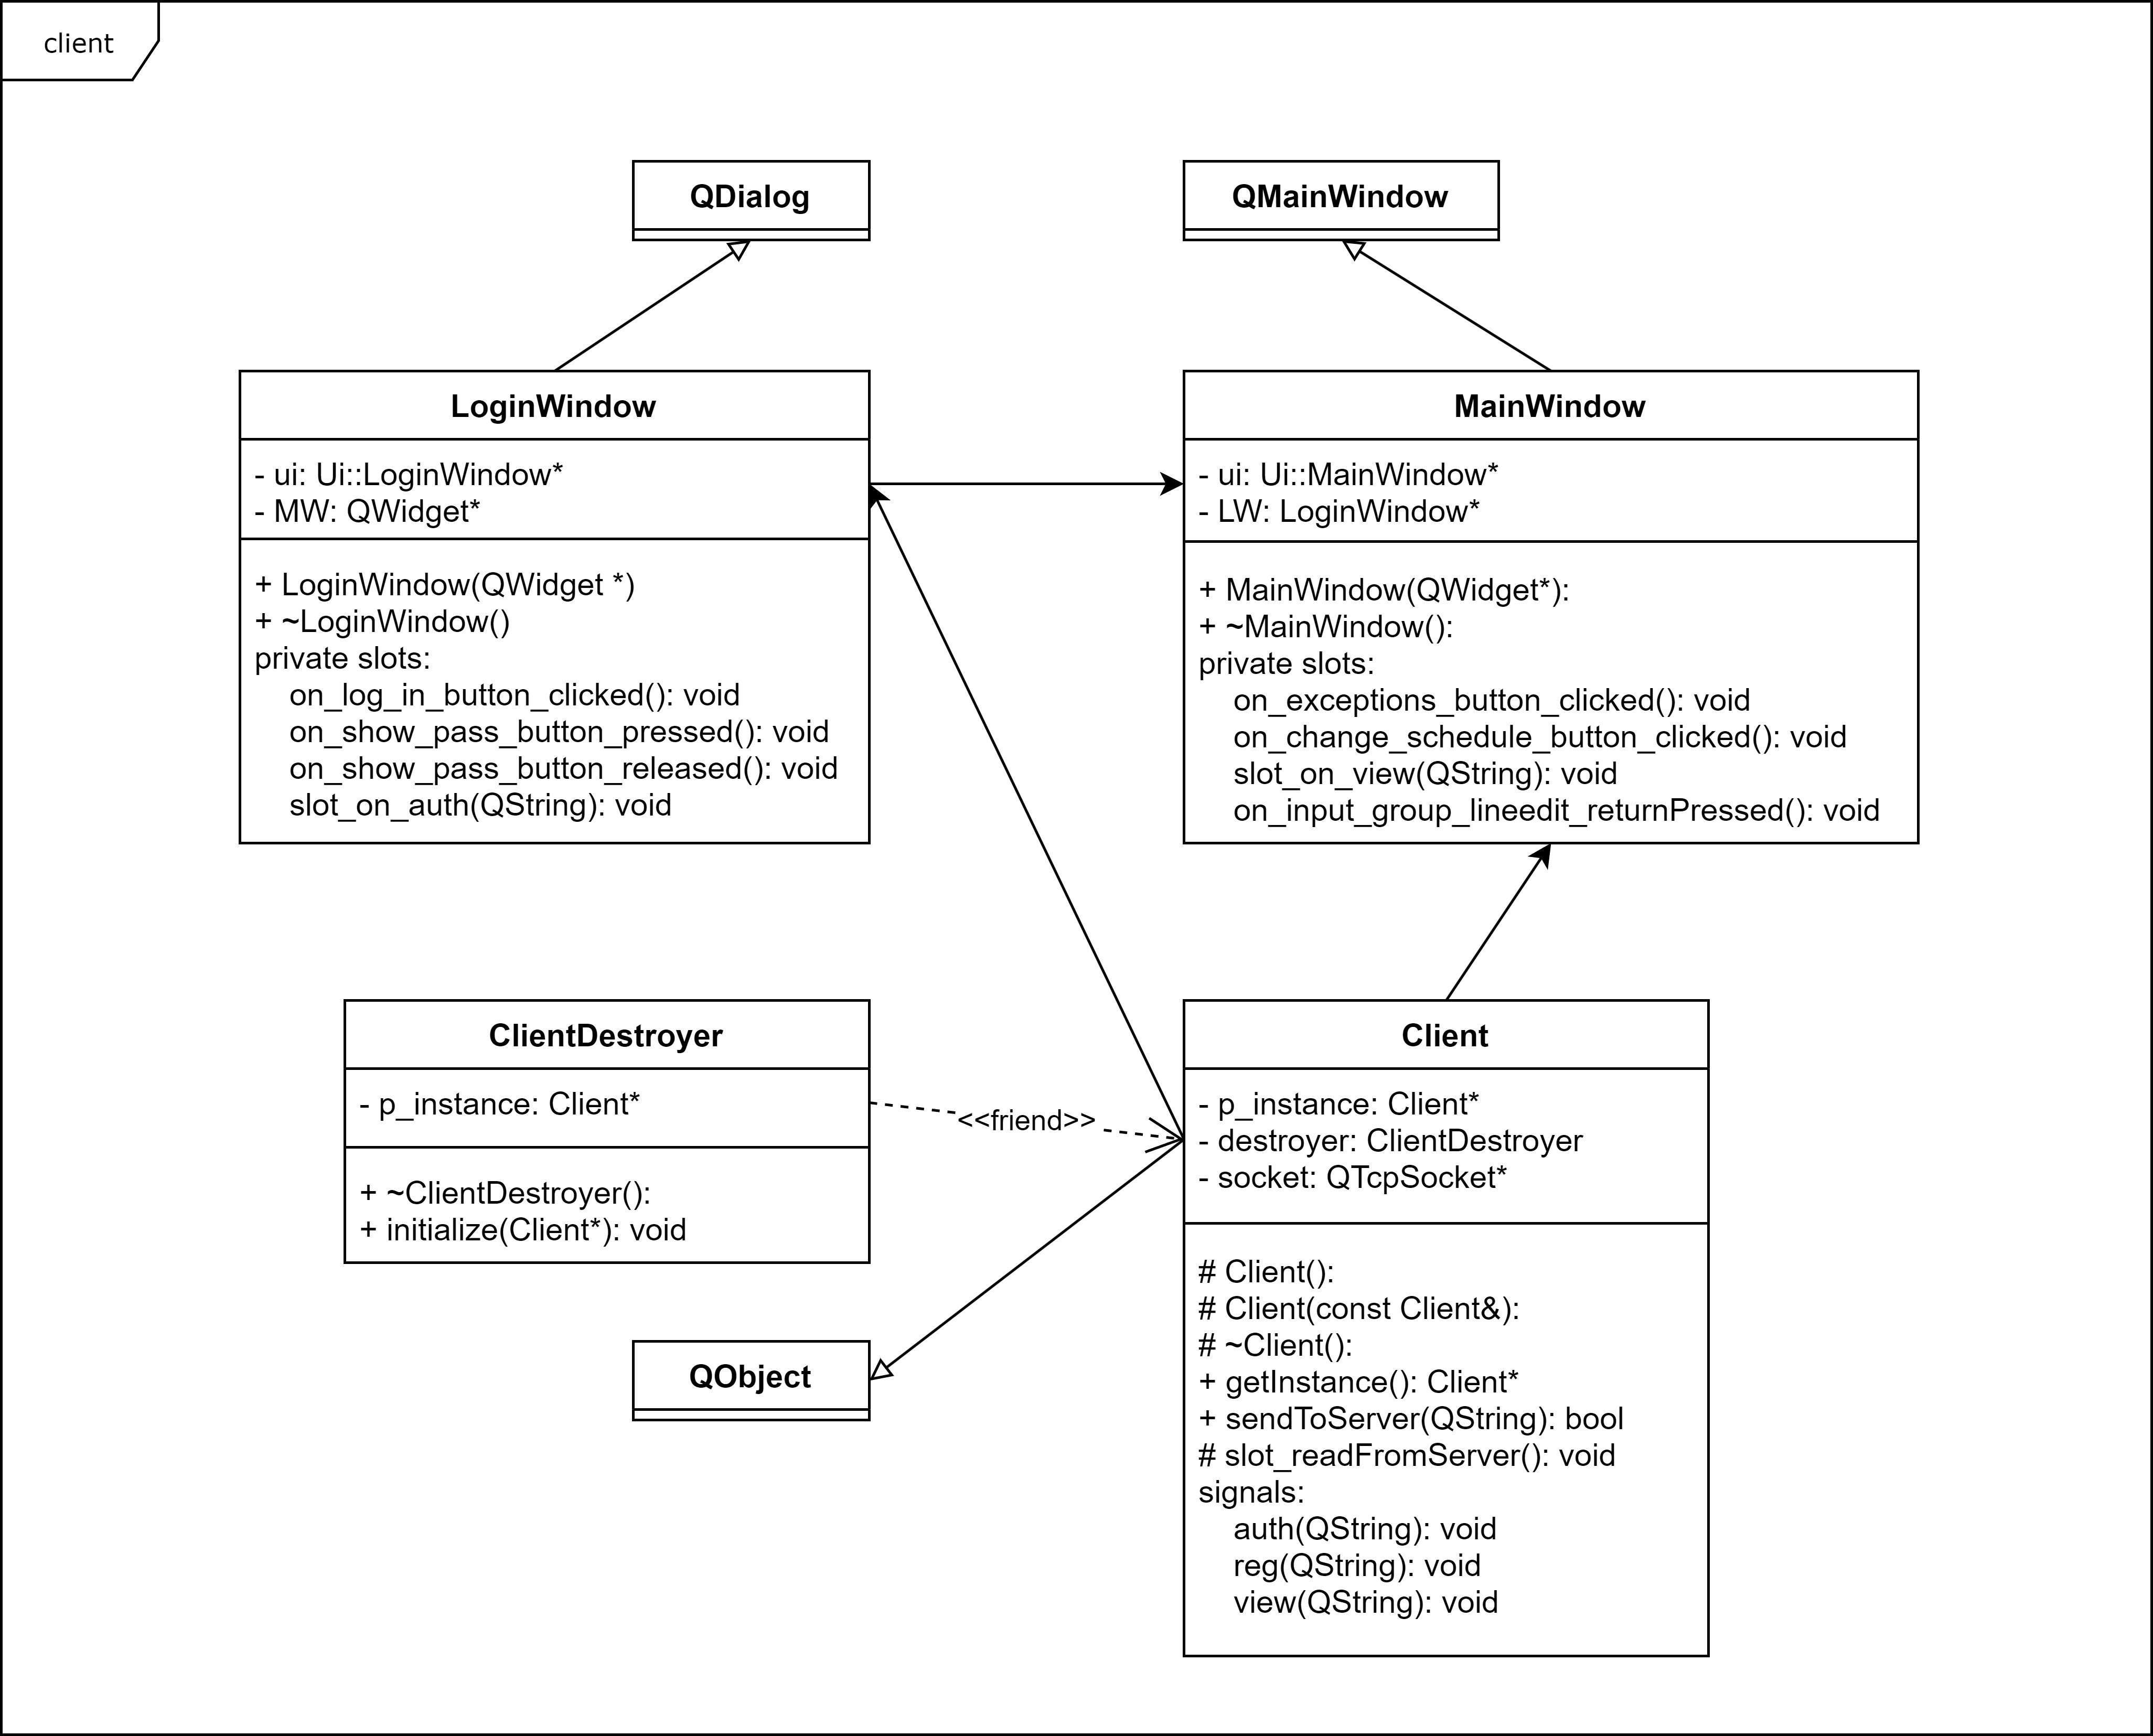 client
QDialog
QMainWindow
LoginWindow
- ui: Ui::LoginWindow*
- MW: QWidget*
+ LoginWindow(QWidget *)
+ ~LoginWindow()
private slots:
on_log_in_button_clicked(): void
on_show_pass_button_pressed(): void
on_show_pass_button_released(): void
slot_on_auth(QString): void
MainWindow
- ui: Ui::MainWindow*
- LW: LoginWindow*
+ MainWindow(QWidget*):
+ ~MainWindow():
private slots:
on_exceptions_button_clicked(): void
on_change_schedule_button_clicked(): void
slot_on_view(QString): void
on_input_group_lineedit_returnPressed(): void
ClientDestroyer
- p_instance: Client*
+ ~ClientDestroyer():
+ initialize(Client*): void
<<friend>>
Client
- p_instance: Client*
- destroyer: ClientDestroyer
- socket: QTcpSocket*
# Client():
# Client(const Client&):
# ~Client():
+ getInstance(): Client*
+ sendToServer(QString): bool
# slot_readFromServer(): void
signals:
auth(QString): void
reg(QString): void
view(QString): void
QObject